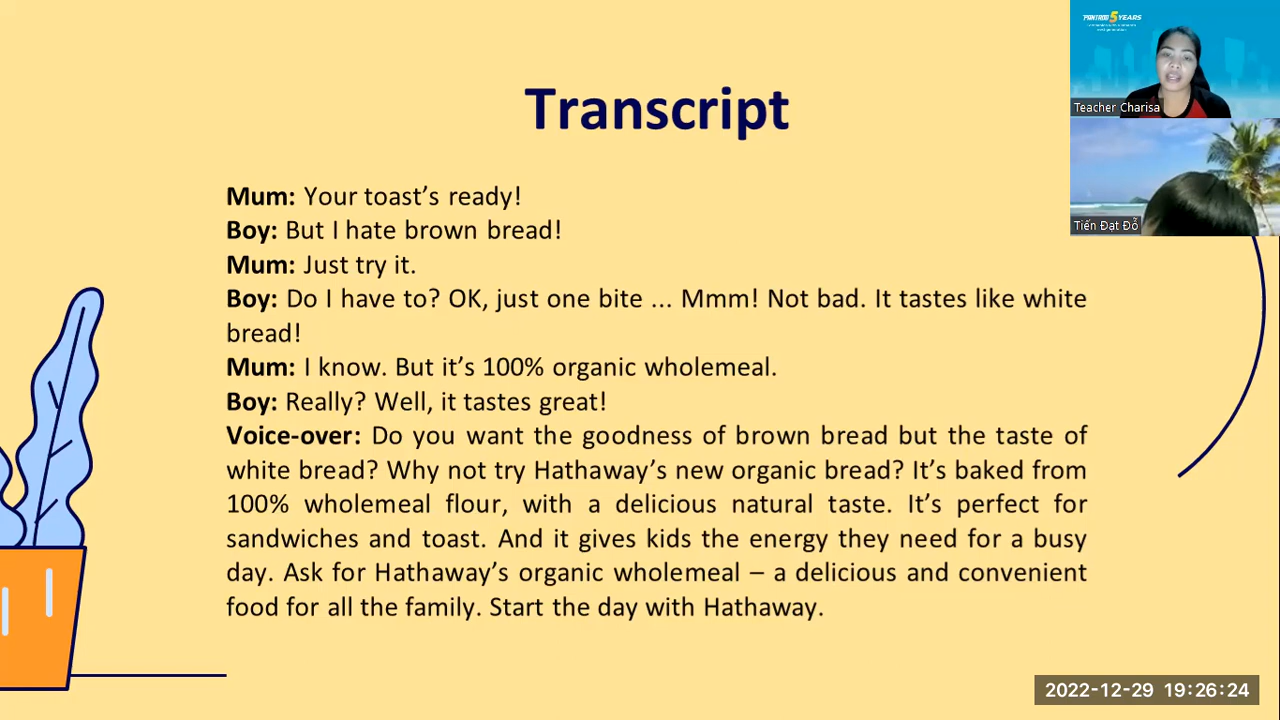 Transcript
Mum: Your toast’s ready!
Boy: But I hate brown bread!
Mum: Just try it.
Boy: Do I have to? OK, just one bite ... Mmm! Not bad. It tastes like white
bread!
Mum: I know. But it’s 100% organic wholemeal.
Boy: Really? Well, it tastes great!
Voice-over: Do you want the goodness of brown bread but the taste of
white bread? Why not try Hathaway’s new organic bread? It’s baked from
100% wholemeal flour, with a delicious natural taste. It’s perfect for
sandwiches and toast. And it gives kids the energy they need for a busy
day. Ask for Hathaway’s organic wholemeal – a delicious and convenient
food for all the family. Start the day with Hathaway.
5 YEARS
Teacher Charisa
Tiến Đạt Đỗ
2022-12-29 19:26:24